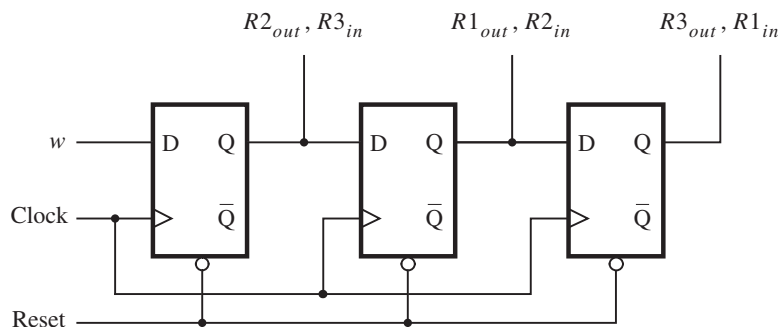 R2out, R3in R1out, R2in R3out, R1in
w D Q D Q D Q
Clock Q̅ Q̅ Q̅
Reset